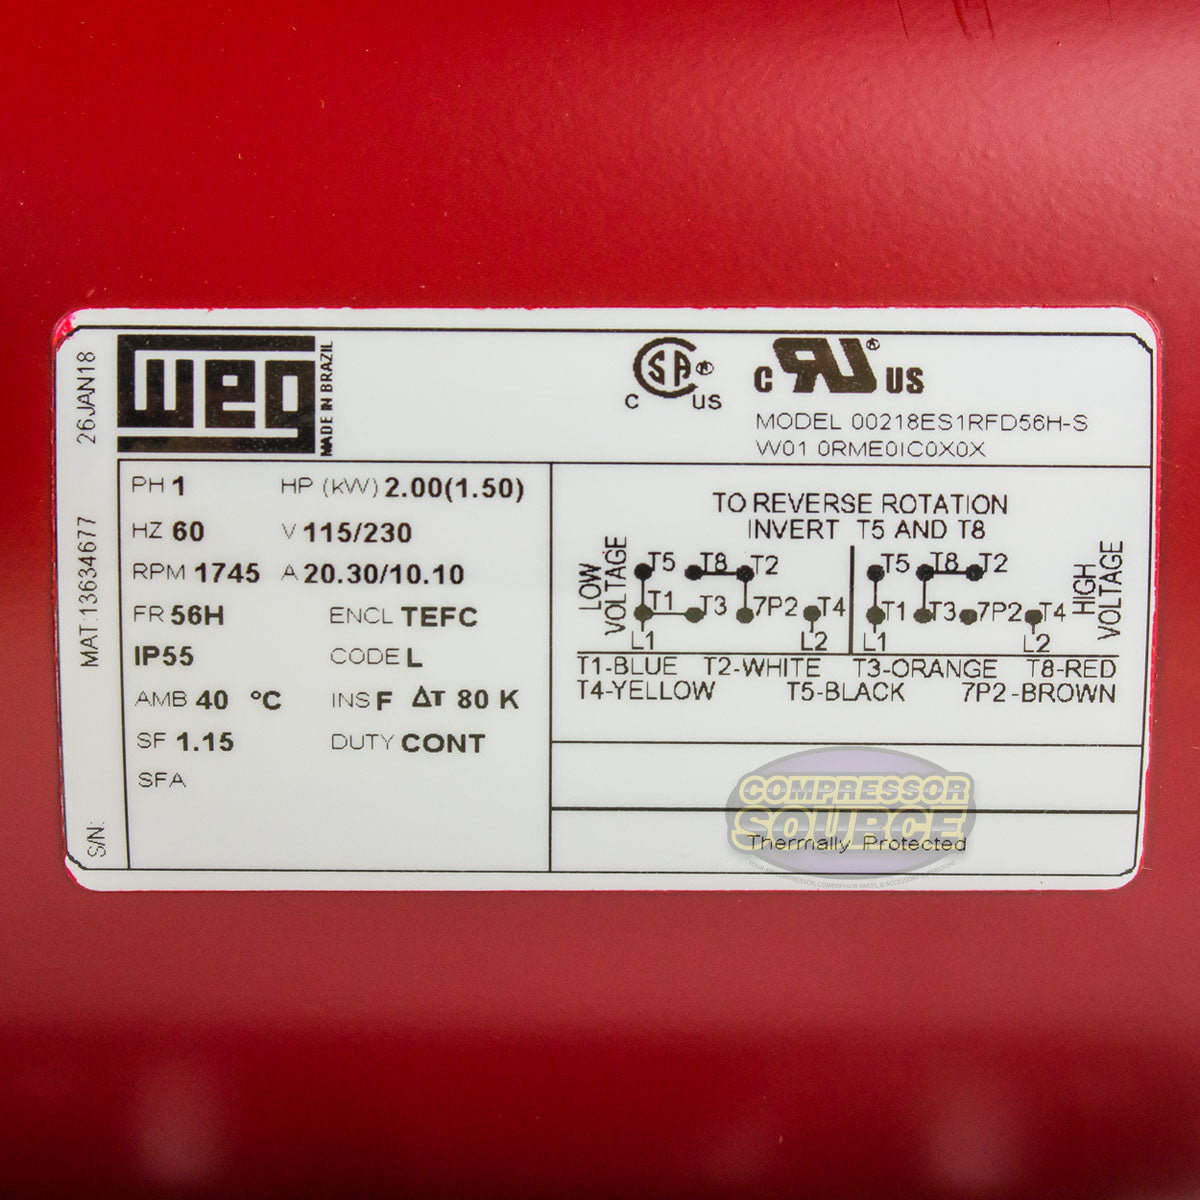 26JAN18
MAT:13634677
S/N:
WEG
MADE IN BRAZIL
CSA®
C US
C RU® US
MODEL 00218ES1RFD56H-S
W01 0RME0IC0X0X
PH 1 HP (kW) 2.00(1.50)
HZ 60 V 115/230
RPM 1745 A 20.30/10.10
FR 56H ENCL TEFC
IP55 CODE L
AMB 40 °C INS F ΔT 80 K
SF 1.15 DUTY CONT
SFA
TO REVERSE ROTATION
INVERT T5 AND T8
LOW VOLTAGE
T5 T8 T2
T1 T3 7P2 T4
L1 L2
T5 T8 T2
T1 T3 7P2 T4
L1 L2
HIGH VOLTAGE
T1-BLUE T2-WHITE T3-ORANGE T8-RED
T4-YELLOW T5-BLACK 7P2-BROWN
COMPRESSOR
SOURCE
Thermally Protected